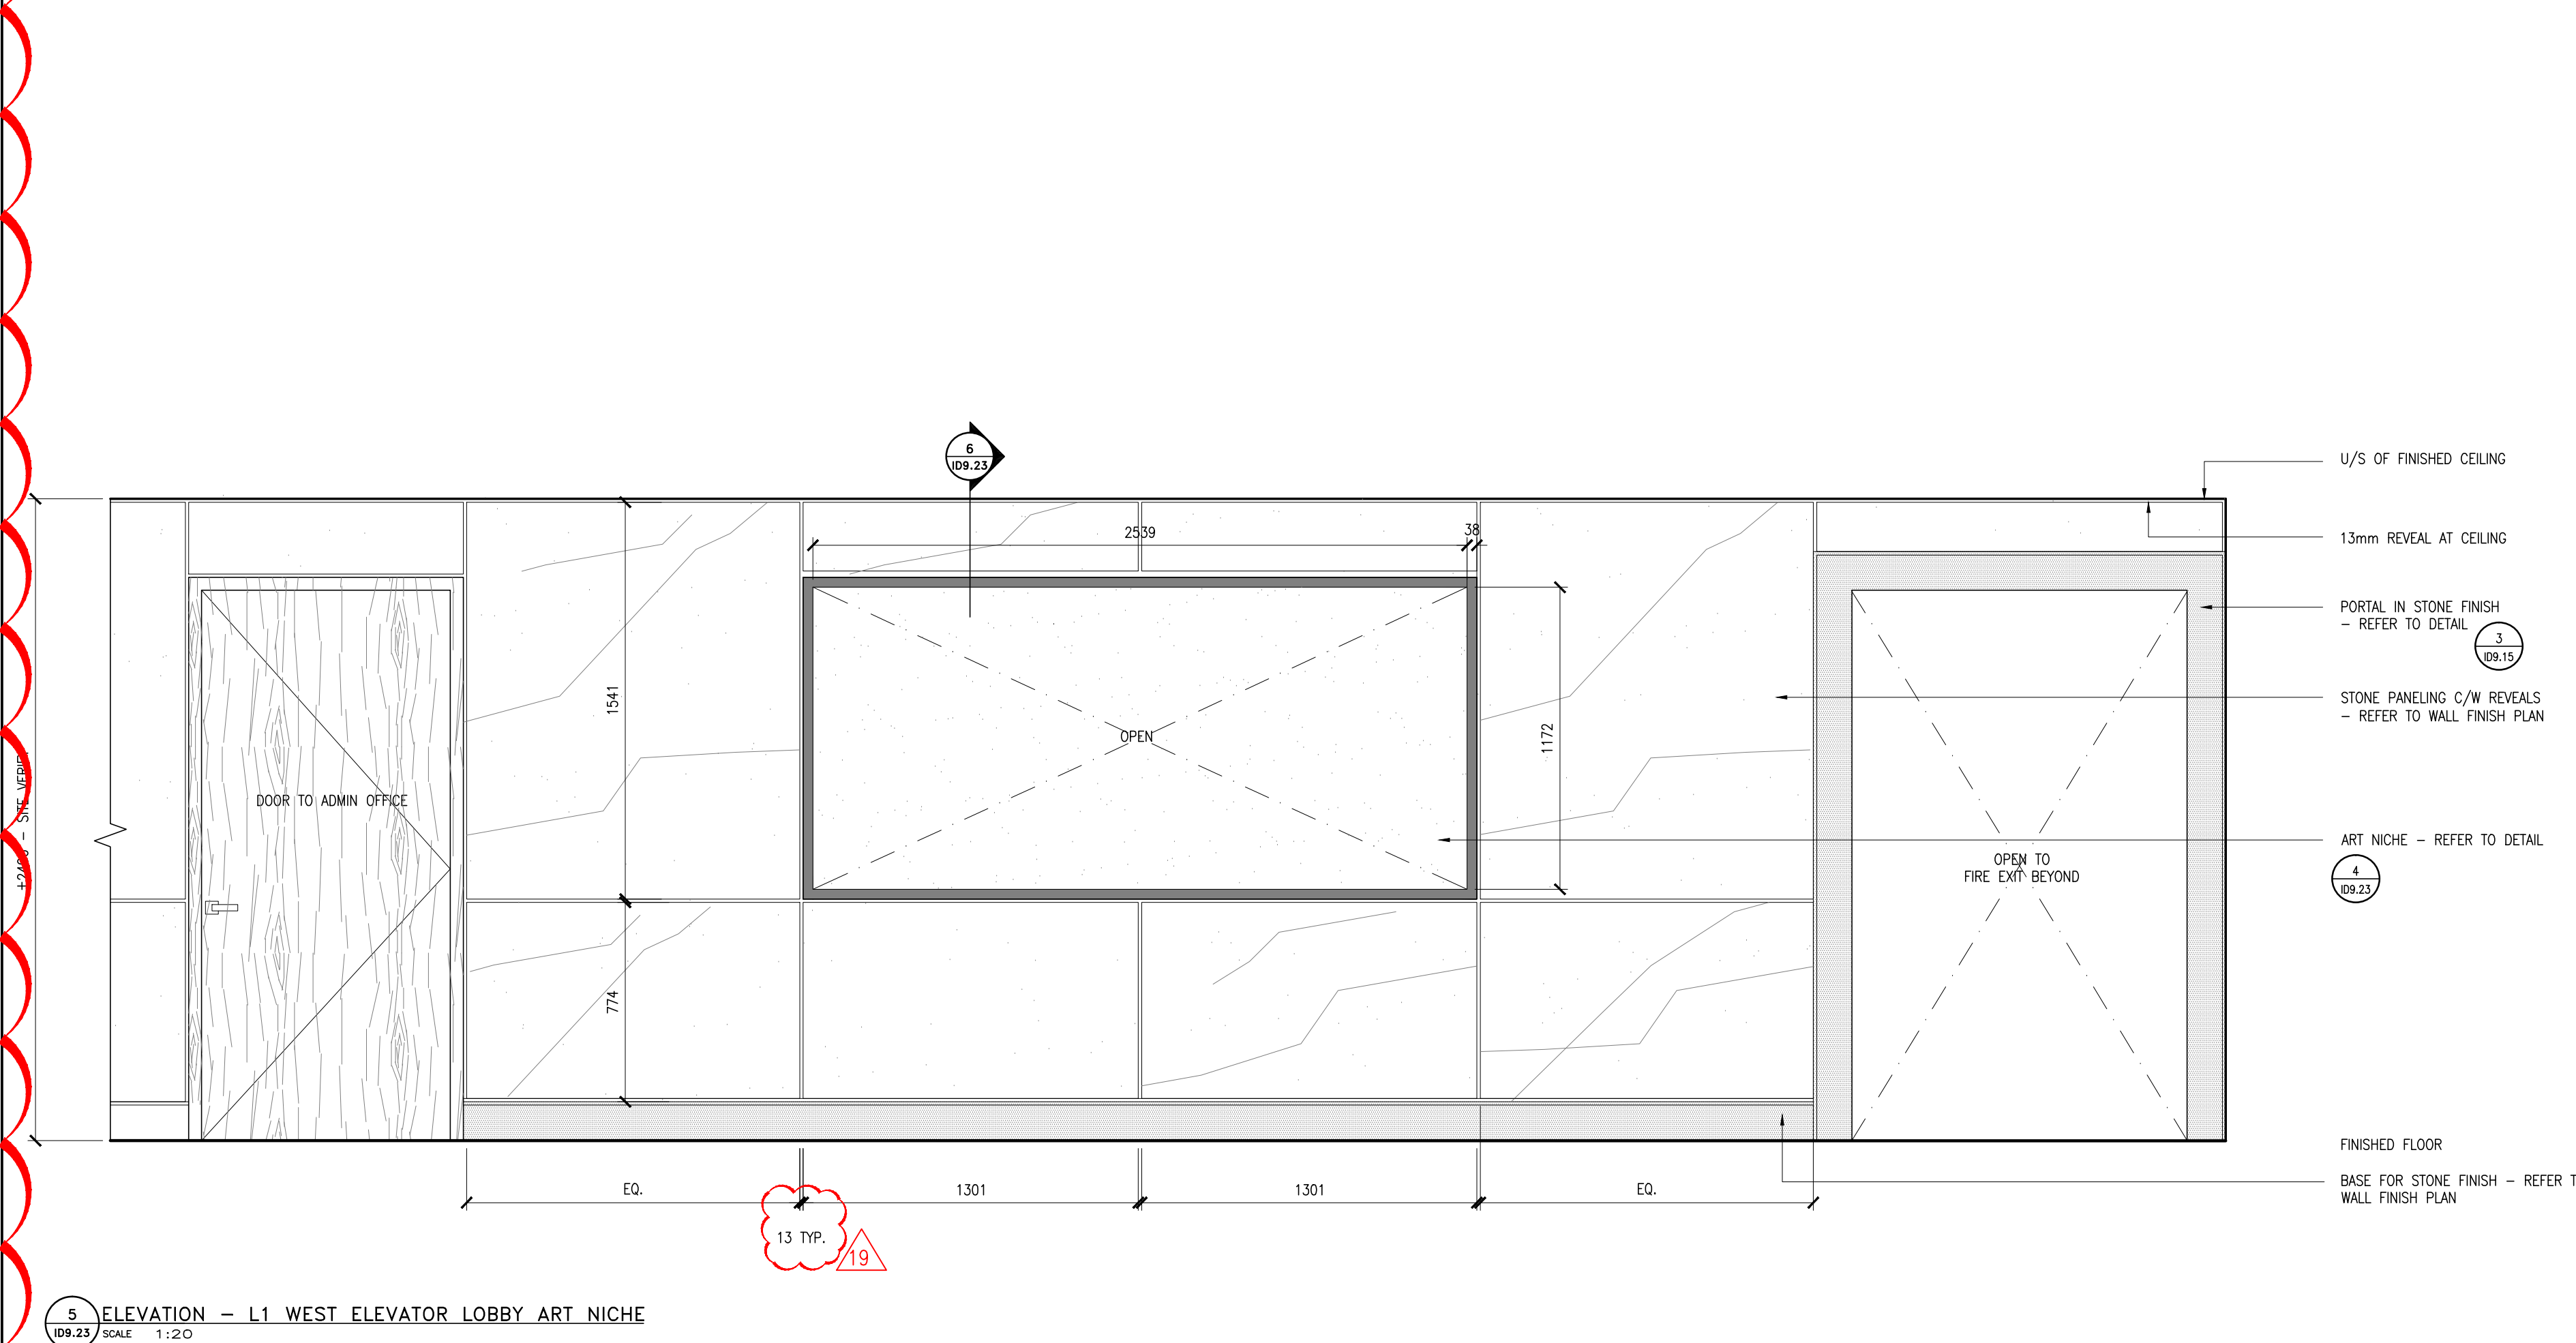 6
ID9.23
U/S OF FINISHED CEILING
2539
38
13mm REVEAL AT CEILING
PORTAL IN STONE FINISH
– REFER TO DETAIL
3
ID9.15
1541
STONE PANELING C/W REVEALS
– REFER TO WALL FINISH PLAN
OPEN
1172
– SITE VERIFY
DOOR TO ADMIN OFFICE
ART NICHE – REFER TO DETAIL
4
ID9.23
OPEN TO
FIRE EXIT BEYOND
774
FINISHED FLOOR
EQ.
1301
1301
EQ.
BASE FOR STONE FINISH – REFER T
WALL FINISH PLAN
13 TYP.
19
5
ID9.23
ELEVATION – L1 WEST ELEVATOR LOBBY ART NICHE
SCALE 1:20